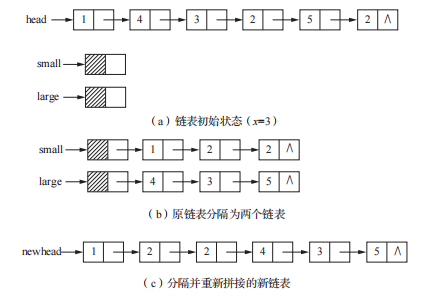 head 1 4 3 2 5 2 ∧
small
large
（a）链表初始状态（x=3）
small 1 2 2 ∧
large 4 3 5 ∧
（b）原链表分隔为两个链表
newhead 1 2 2 4 3 5 ∧
（c）分隔并重新拼接的新链表